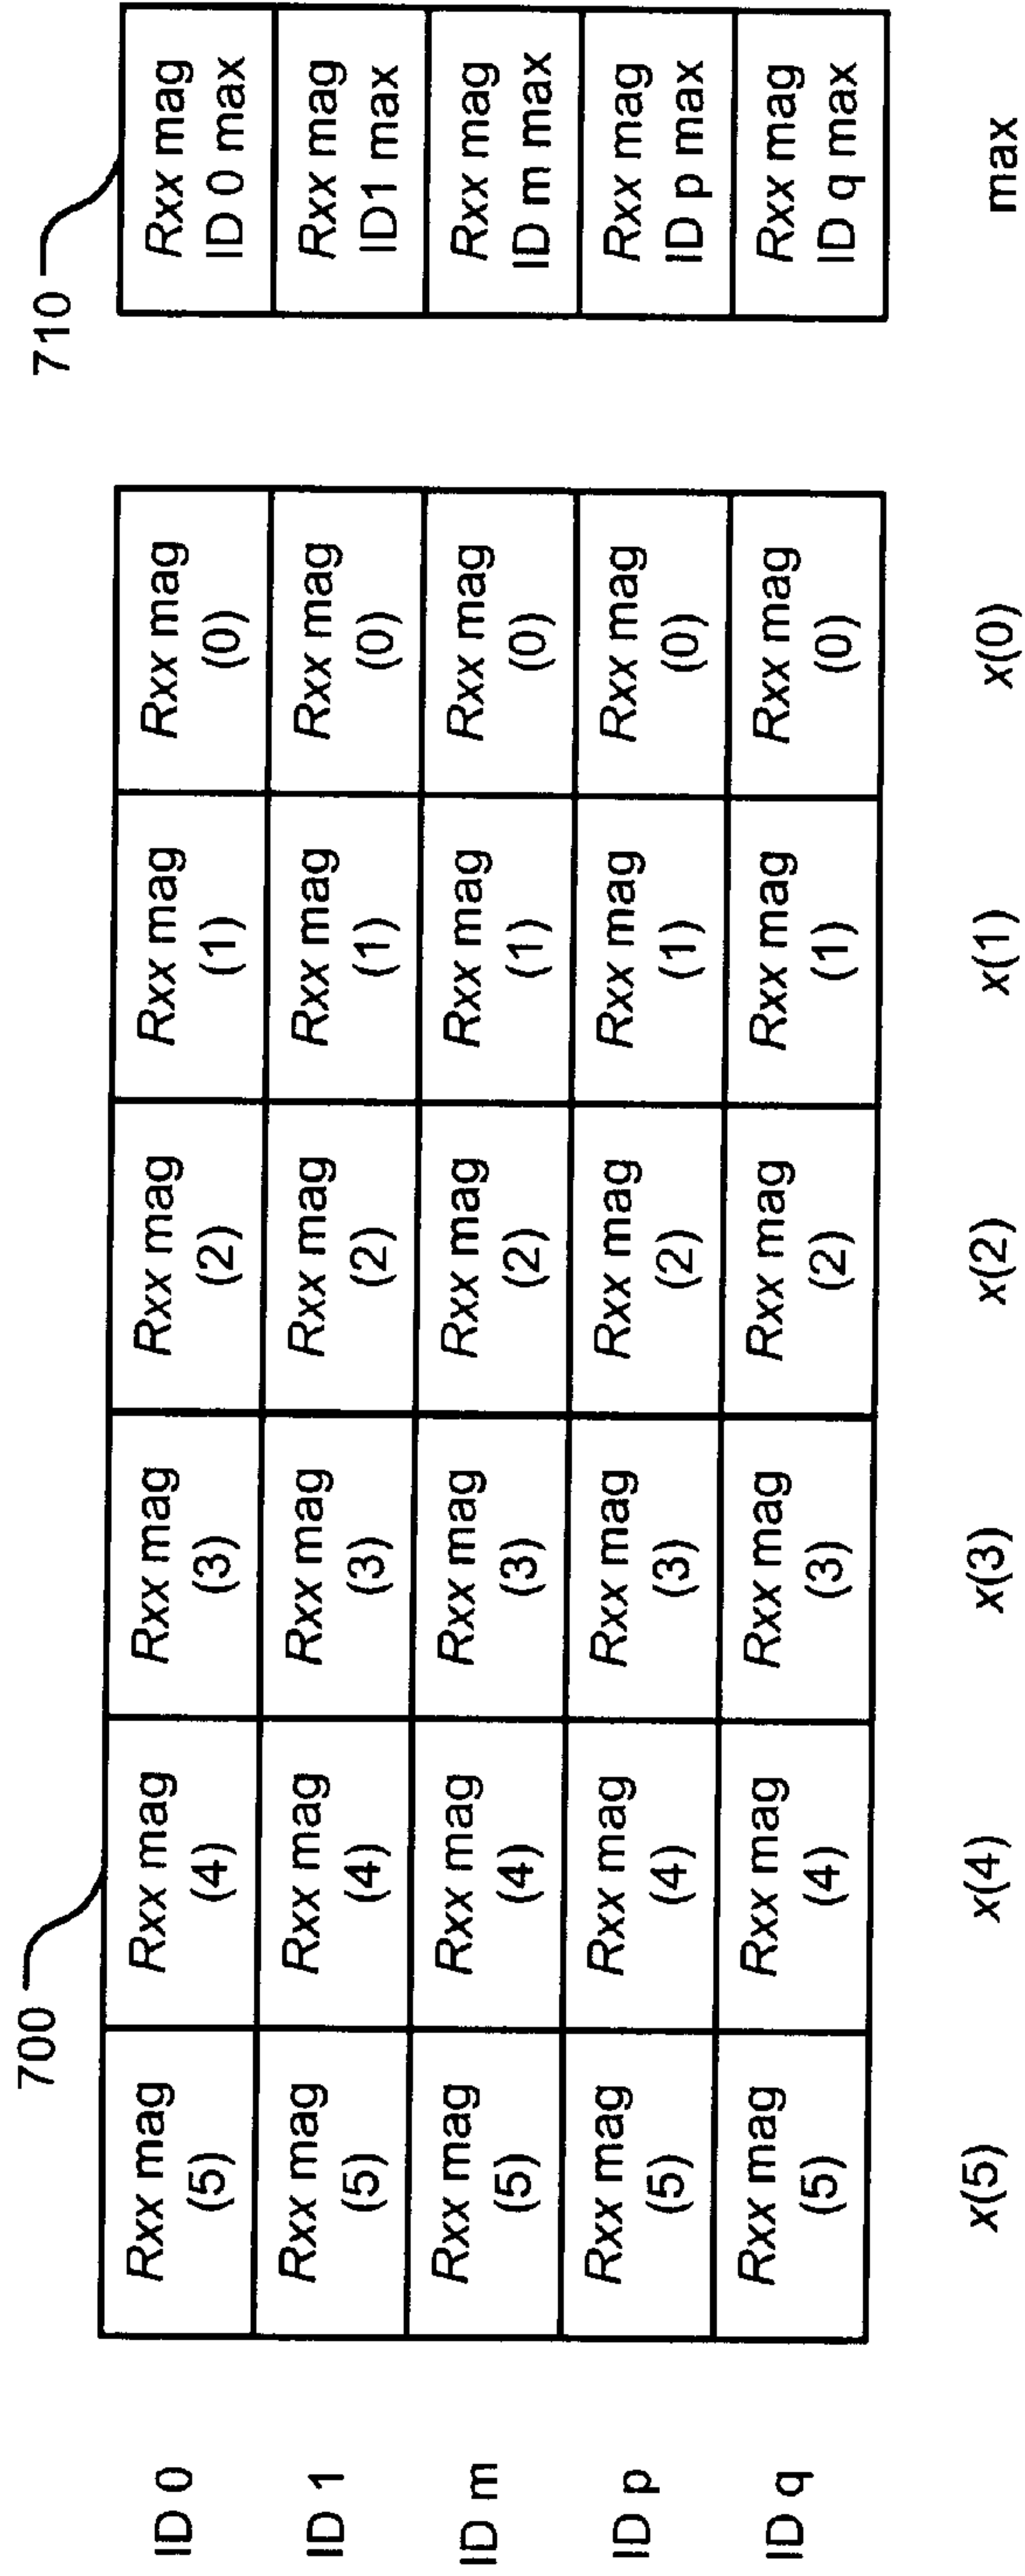 700
710
ID 0
Rxx mag
(5)
Rxx mag
(4)
Rxx mag
(3)
Rxx mag
(2)
Rxx mag
(1)
Rxx mag
(0)
Rxx mag
ID 0 max
ID 1
Rxx mag
(5)
Rxx mag
(4)
Rxx mag
(3)
Rxx mag
(2)
Rxx mag
(1)
Rxx mag
(0)
Rxx mag
ID1 max
ID m
Rxx mag
(5)
Rxx mag
(4)
Rxx mag
(3)
Rxx mag
(2)
Rxx mag
(1)
Rxx mag
(0)
Rxx mag
ID m max
ID p
Rxx mag
(5)
Rxx mag
(4)
Rxx mag
(3)
Rxx mag
(2)
Rxx mag
(1)
Rxx mag
(0)
Rxx mag
ID p max
ID q
Rxx mag
(5)
Rxx mag
(4)
Rxx mag
(3)
Rxx mag
(2)
Rxx mag
(1)
Rxx mag
(0)
Rxx mag
ID q max
x(5)
x(4)
x(3)
x(2)
x(1)
x(0)
max